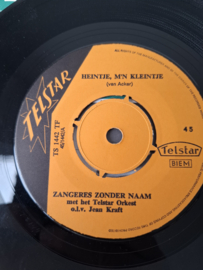 TELSTAR
HEINTJE, M'N KLEINTJE
(van Asker)
TS 1442 TF
45
Telstar
BIEM
ZANGERES ZONDER NAAM
met het Telstar Orkest
o.l.v. Jean Kraft